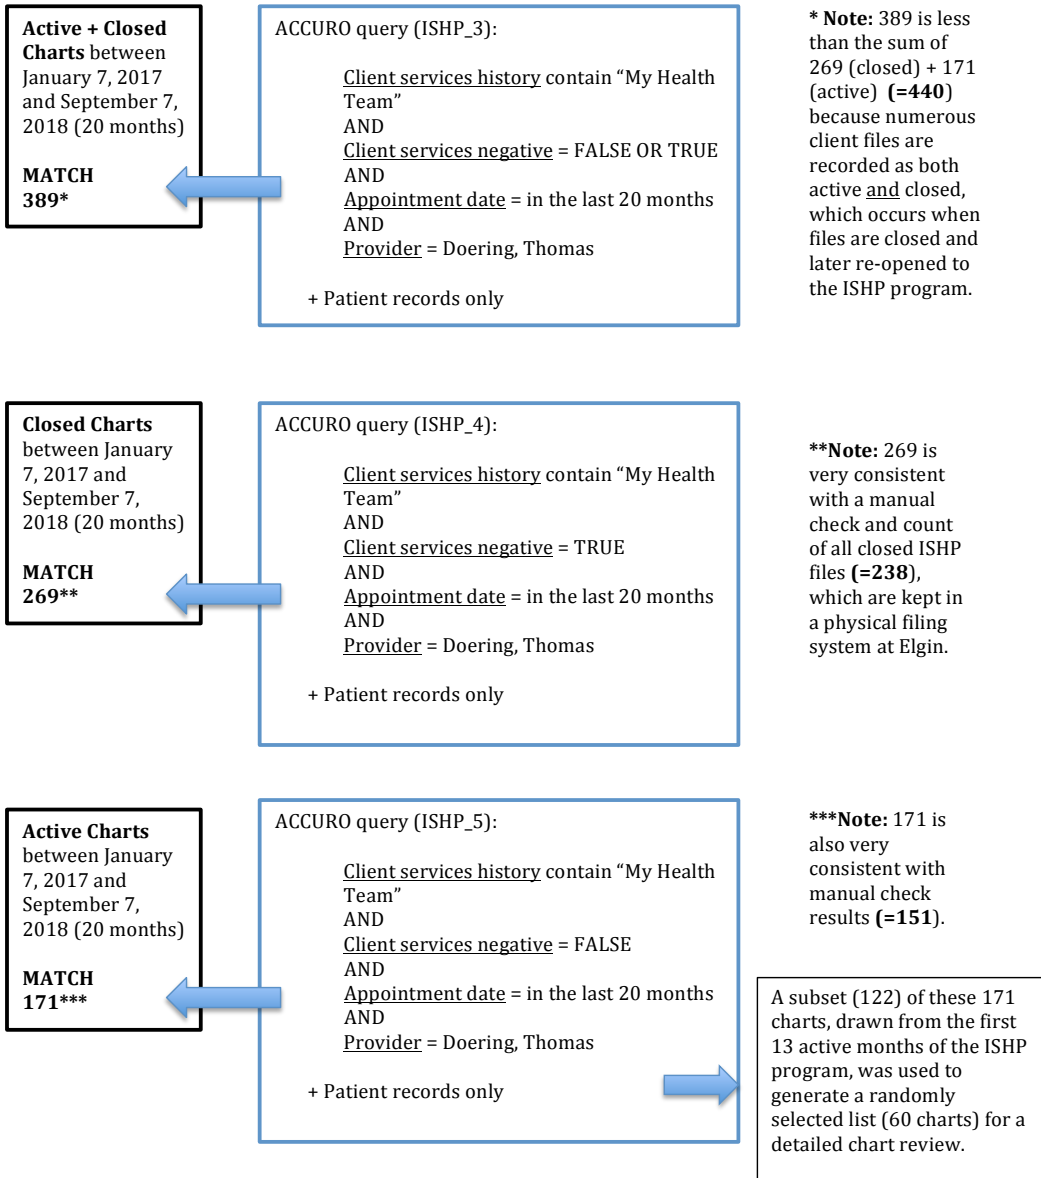 Active + Closed
Charts between
January 7, 2017
and September 7,
2018 (20 months)
MATCH
389*
ACCURO query (ISHP_3):
Client services history contain “My Health
Team”
AND
Client services negative = FALSE OR TRUE
AND
Appointment date = in the last 20 months
AND
Provider = Doering, Thomas
+ Patient records only
* Note: 389 is less
than the sum of
269 (closed) + 171
(active) (=440)
because numerous
client files are
recorded as both
active and closed,
which occurs when
files are closed and
later re-opened to
the ISHP program.
Closed Charts
between January
7, 2017 and
September 7,
2018 (20 months)
MATCH
269**
ACCURO query (ISHP_4):
Client services history contain “My Health
Team”
AND
Client services negative = TRUE
AND
Appointment date = in the last 20 months
AND
Provider = Doering, Thomas
+ Patient records only
**Note: 269 is
very consistent
with a manual
check and count
of all closed ISHP
files (=238),
which are kept in
a physical filing
system at Elgin.
Active Charts
between January
7, 2017 and
September 7,
2018 (20 months)
MATCH
171***
ACCURO query (ISHP_5):
Client services history contain “My Health
Team”
AND
Client services negative = FALSE
AND
Appointment date = in the last 20 months
AND
Provider = Doering, Thomas
+ Patient records only
***Note: 171 is
also very
consistent with
manual check
results (=151).
A subset (122) of these 171
charts, drawn from the first
13 active months of the ISHP
program, was used to
generate a randomly
selected list (60 charts) for a
detailed chart review.